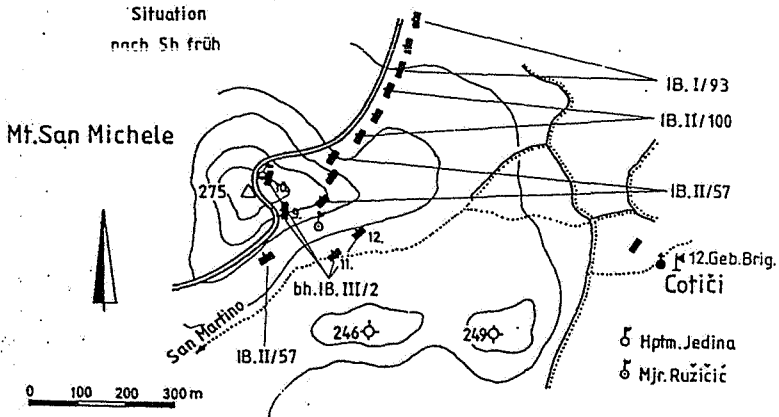 Situation
nach 5h früh
IB. I/93
IB. II/100
Mt. San Michele
275
10.
IB. II/57
9.
12.
11.
12. Geb. Brig.
Cotiči
bh. IB. III/2
San Martino
246
249
IB. II/57
Hptm. Jedina
Mjr. Ružičić
0 100 200 300 m